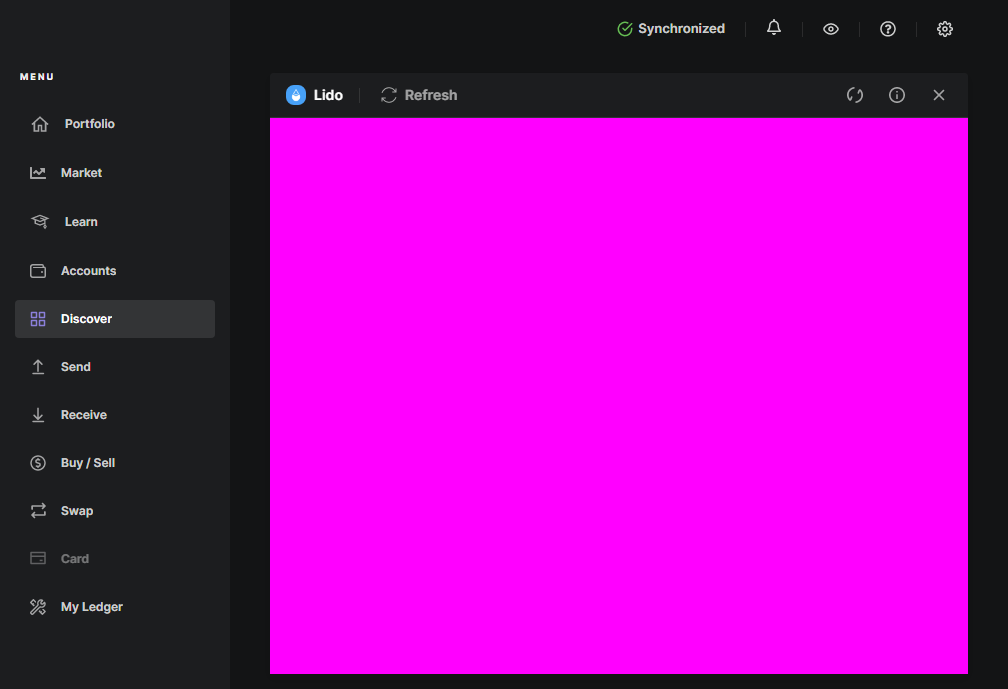 Synchronized
MENU
Portfolio
Market
Learn
Accounts
Discover
Send
Receive
Buy / Sell
Swap
Card
My Ledger
Lido
Refresh